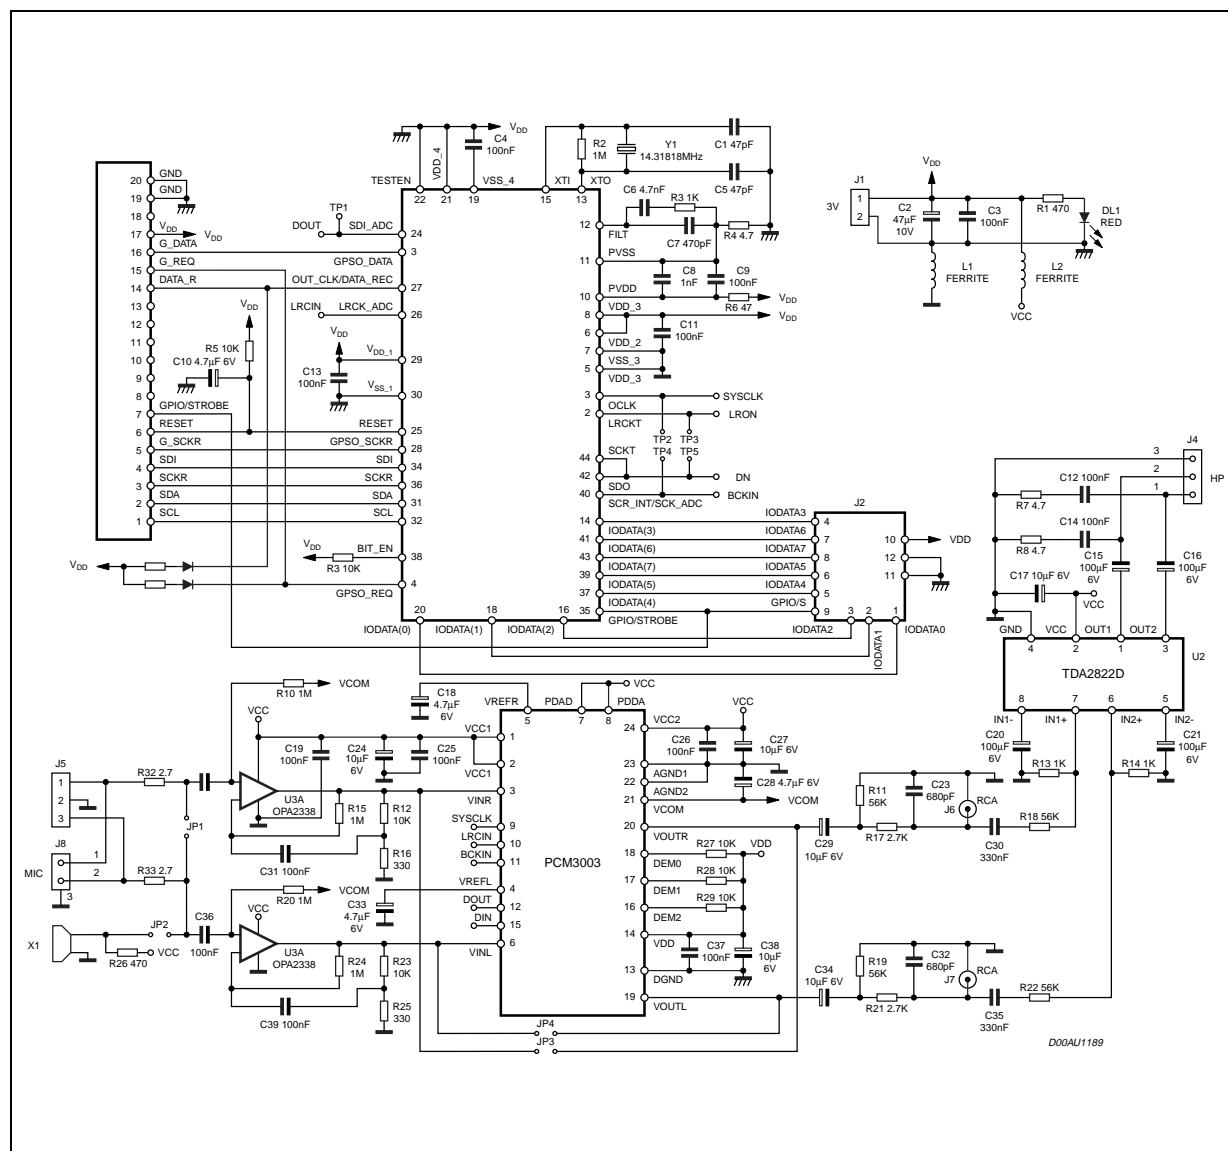 C4
100nF
VDD
VDD_4
TESTEN
VSS_4
22
21
19
XTI
XTO
15
13
R2
1M
Y1
14.31818MHz
C1 47pF
C5 47pF
C6 4.7nF
R3 1K
C7 470pF
R4 4.7
12
FILT
11
PVSS
C8
1nF
C9
100nF
10
PVDD
R6 47
VDD
8
VDD_3
VDD
6
C11
100nF
7
VDD_2
VSS_3
5
VDD_3
3
OCLK
SYSCLK
2
LRCKT
LRON
TP2
TP4
TP3
TP5
44
SCKT
42
SDO
DN
40
SCR_INT/SCK_ADC
BCKIN
14
IODATA(3)
41
IODATA(6)
43
IODATA(7)
39
IODATA(5)
37
IODATA(4)
35
GPIO/STROBE
20
GND
19
GND
18
17
VDD
VDD
16
G_DATA
15
G_REQ
14
DATA_R
13
12
11
10
9
8
7
GPIO/STROBE
6
RESET
5
G_SCKR
4
SDI
3
SCKR
2
SDA
1
SCL
TP1
DOUT
SDI_ADC
24
3
GPSO_DATA
OUT_CLK/DATA_REC
27
LRCIN
LRCK_ADC
26
VDD
R5 10K
C10 4.7µF 6V
VDD
VDD_1
29
C13
100nF
VSS_1
30
RESET
25
GPSO_SCKR
28
SDI
34
SCKR
36
SDA
31
SCL
32
VDD
R3 10K
BIT_EN
38
VDD
4
GPSO_REQ
20
18
16
IODATA(0)
IODATA(1)
IODATA(2)
J2
IODATA3
4
IODATA6
7
IODATA7
8
IODATA5
6
IODATA4
5
GPIO/S
9
10
VDD
12
11
3
2
1
IODATA2
IODATA1
IODATA0
J1
3V
1
2
VDD
C2
47µF
10V
C3
100nF
R1 470
DL1
RED
L1
FERRITE
L2
FERRITE
VCC
J4
3
2
1
HP
C12 100nF
R7 4.7
C14 100nF
R8 4.7
C15
100µF
6V
C16
100µF
6V
C17 10µF 6V
VCC
GND
VCC
OUT1
OUT2
4
2
1
3
U2
TDA2822D
8
7
6
5
IN1-
IN1+
IN2+
IN2-
C20
100µF
6V
R13 1K
R14 1K
C21
100µF
6V
R10 1M
VCOM
C18
4.7µF
6V
VREFR
PDAD
PDDA
VCC
5
7
8
VCC
VCC1
1
C19
100nF
C24
10µF
6V
C25
100nF
VCC1
2
J5
1
2
3
R32 2.7
U3A
OPA2338
R15
1M
R12
10K
3
VINR
JP1
SYSCLK
9
LRCIN
10
BCKIN
11
R16
330
C31 100nF
J8
MIC
1
2
3
R33 2.7
R20 1M
VCOM
VREFL
4
C33
4.7µF
6V
DOUT
12
DIN
15
6
VINL
X1
JP2
VCC
R26 470
C36
100nF
VCC
U3A
OPA2338
R24
1M
R23
10K
R25
330
C39 100nF
PCM3003
24
VCC2
VCC
C26
100nF
C27
10µF 6V
23
AGND1
22
AGND2
C28 4.7µF 6V
21
VCOM
VCOM
20
VOUTR
18
DEM0
R27 10K
VDD
17
DEM1
R28 10K
16
DEM2
R29 10K
14
VDD
C37
100nF
C38
10µF
6V
13
DGND
19
VOUTL
JP4
JP3
C29
10µF 6V
R11
56K
C23
680pF
RCA
J6
R17 2.7K
C30
330nF
R18 56K
C34
10µF 6V
R19
56K
C32
680pF
RCA
J7
R21 2.7K
C35
330nF
R22 56K
D00AU1189